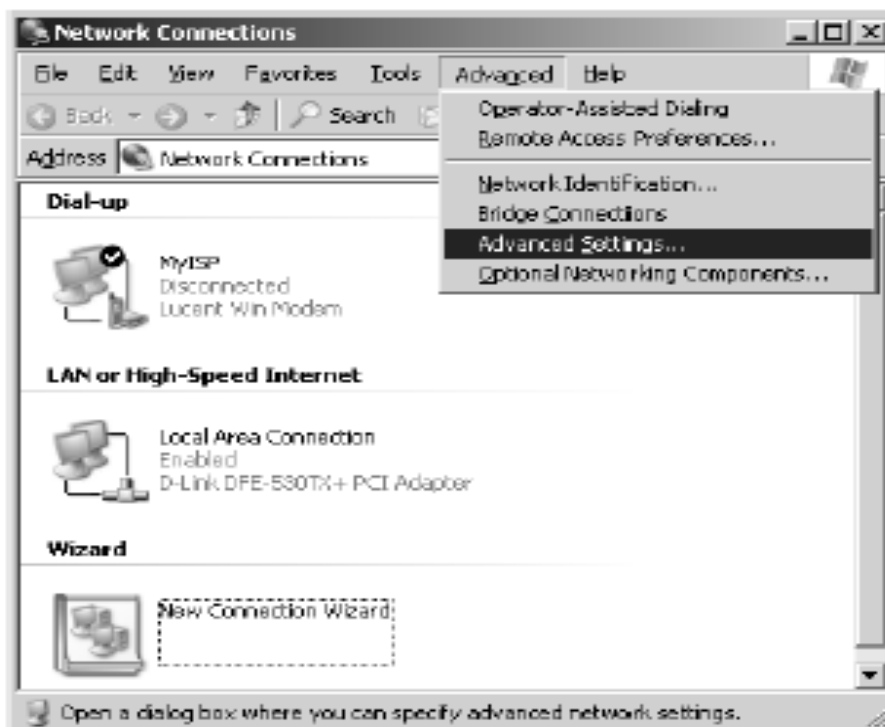 Network Connections
File Edit View Favorites Tools Advanced Help
Back Search
Address Network Connections
Operator-Assisted Dialing
Remote Access Preferences...
Network Identification...
Bridge Connections
Advanced Settings...
Optional Networking Components...
Dial-up
MyISP
Disconnected
Lucent Win Modem
LAN or High-Speed Internet
Local Area Connection
Enabled
D-Link DFE-530TX+ PCI Adapter
Wizard
New Connection Wizard
Open a dialog box where you can specify advanced network settings.